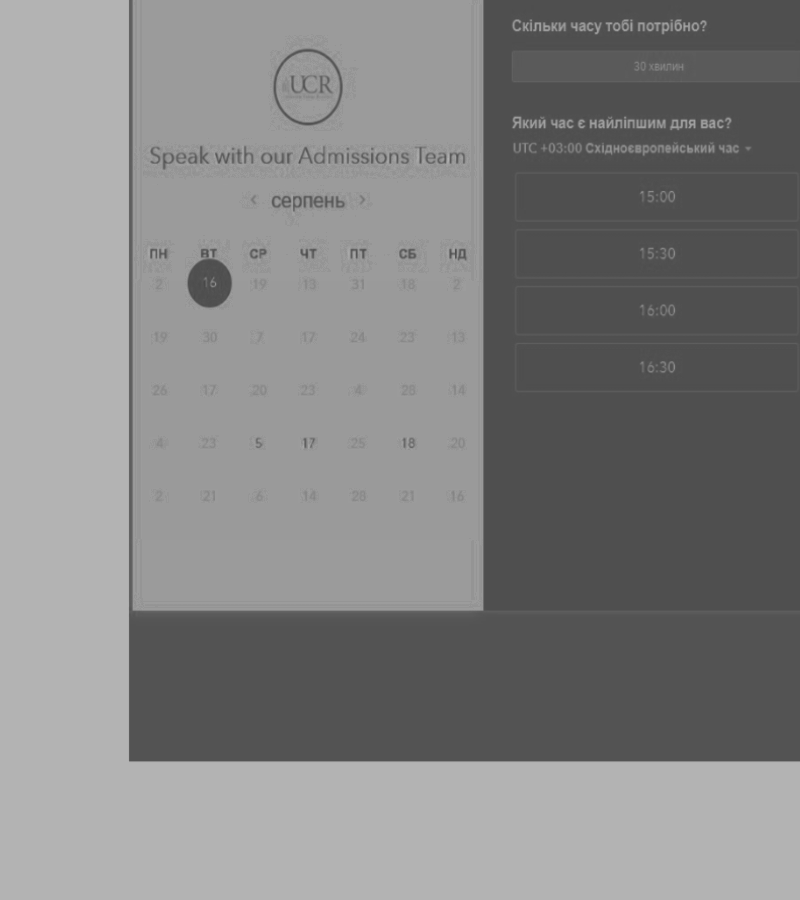 UCR
Speak with our Admissions Team
‹ серпень ›
ПН ВТ СР ЧТ ПТ СБ НД
2 16 19 13 31 18 2
19 30 7 17 24 23 13
26 17 20 23 4 28 14
4 23 5 17 25 18 20
2 21 6 14 28 21 16
Скільки часу тобі потрібно?
30 хвилин
Який час є найліпшим для вас?
UTC +03:00 Східноєвропейський час
15:00
15:30
16:00
16:30